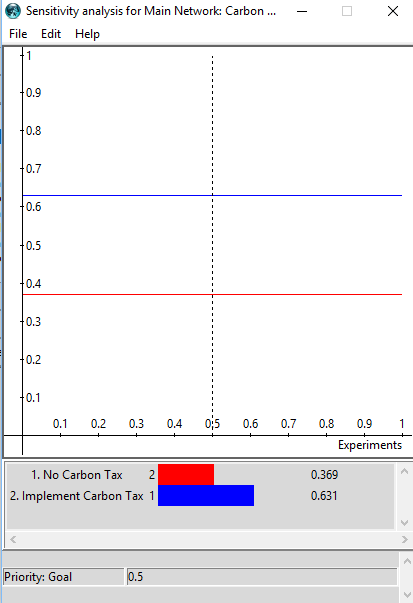 Sensitivity analysis for Main Network: Carbon ...
File Edit Help
1
0.9
0.8
0.7
0.6
0.5
0.4
0.3
0.2
0.1
0.1 0.2 0.3 0.4 0.5 0.6 0.7 0.8 0.9 1
Experiments
1. No Carbon Tax 2 0.369
2. Implement Carbon Tax 1 0.631
Priority: Goal 0.5